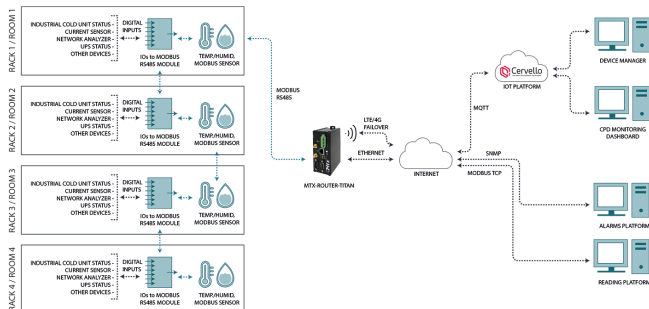 RACK 1 / ROOM 1
INDUSTRIAL COLD UNIT STATUS -
CURRENT SENSOR -
NETWORK ANALYZER -
UPS STATUS -
OTHER DEVICES -
DIGITAL
INPUTS
IOs to MODBUS
RS485 MODULE
TEMP./HUMID.
MODBUS SENSOR
RACK 2 / ROOM 2
INDUSTRIAL COLD UNIT STATUS -
CURRENT SENSOR -
NETWORK ANALYZER -
UPS STATUS -
OTHER DEVICES -
DIGITAL
INPUTS
IOs to MODBUS
RS485 MODULE
TEMP./HUMID.
MODBUS SENSOR
RACK 3 / ROOM 3
INDUSTRIAL COLD UNIT STATUS -
CURRENT SENSOR -
NETWORK ANALYZER -
UPS STATUS -
OTHER DEVICES -
DIGITAL
INPUTS
IOs to MODBUS
RS485 MODULE
TEMP./HUMID.
MODBUS SENSOR
RACK 4 / ROOM 4
INDUSTRIAL COLD UNIT STATUS -
CURRENT SENSOR -
NETWORK ANALYZER -
UPS STATUS -
OTHER DEVICES -
DIGITAL
INPUTS
IOs to MODBUS
RS485 MODULE
TEMP./HUMID.
MODBUS SENSOR
MODBUS
RS485
LTE/4G
FAILOVER
ETHERNET
MTX-ROUTER-TITAN
INTERNET
MQTT
Cervello
IOT PLATFORM
SNMP
MODBUS TCP
DEVICE MANAGER
CPD MONITORING
DASHBOARD
ALARMS PLATFORM
READING PLATFORM